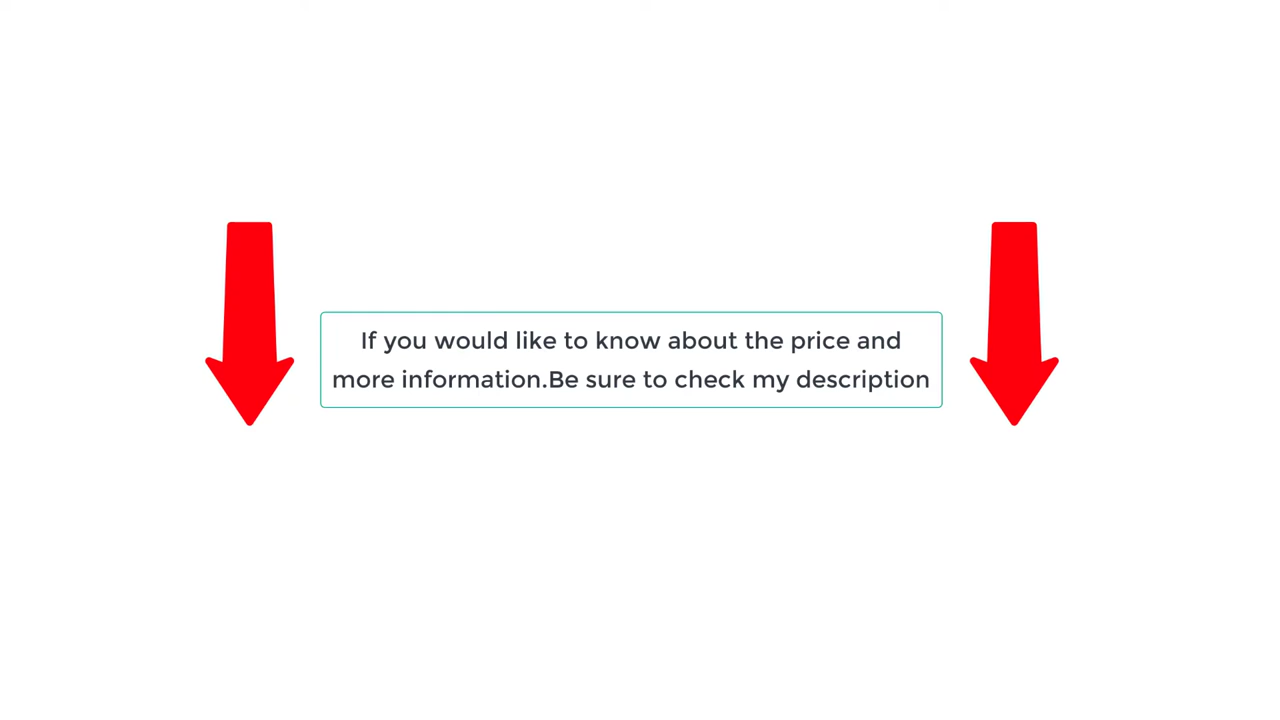 If you would like to know about the price and
more information.Be sure to check my description